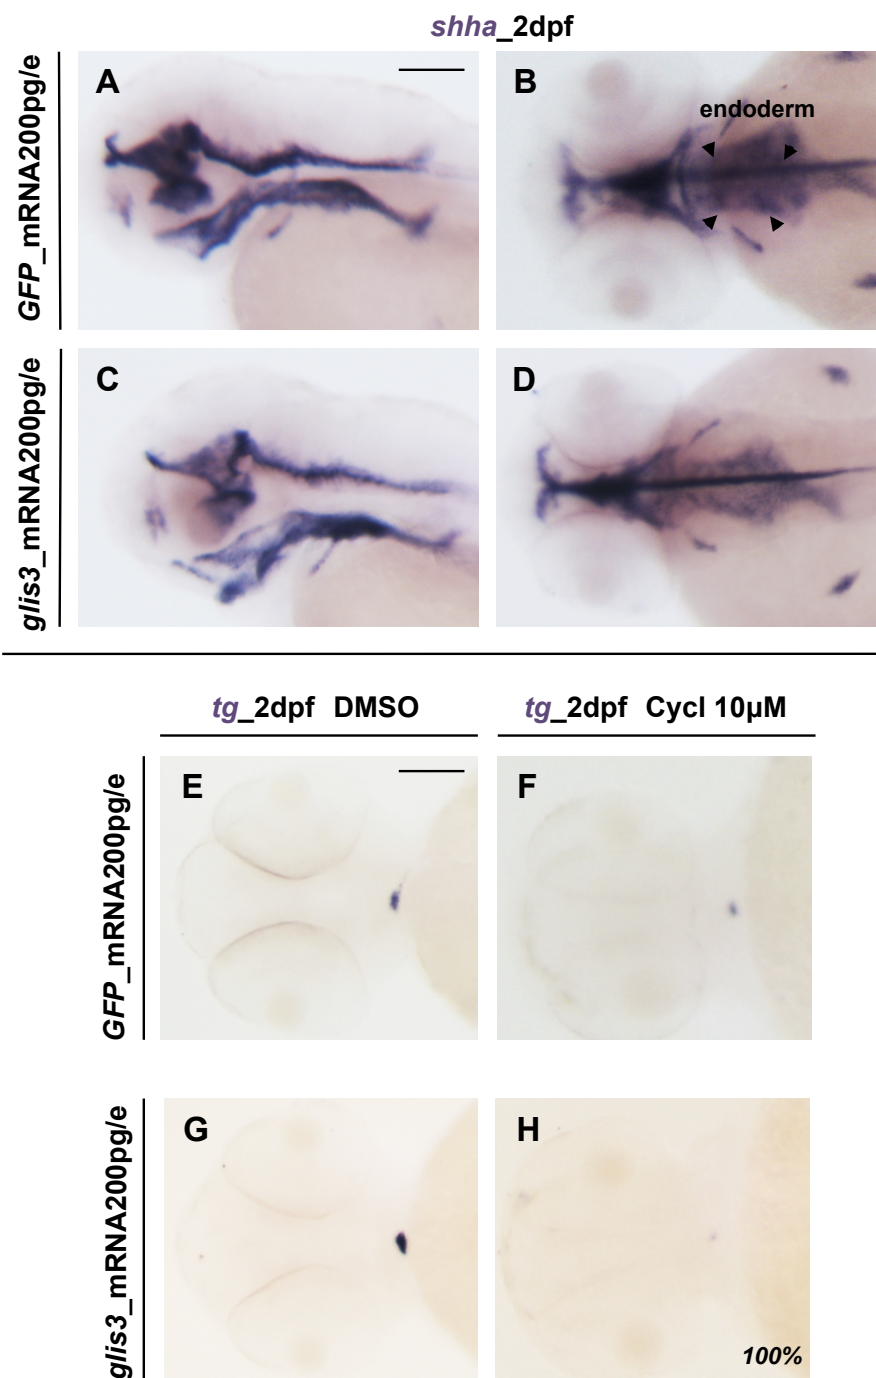 shha_2dpf
GFP_mRNA200pg/e
A
B
endoderm
glis3_mRNA200pg/e
C
D
tg_2dpf DMSO
tg_2dpf Cycl 10µM
GFP_mRNA200pg/e
E
F
glis3_mRNA200pg/e
G
H
100%